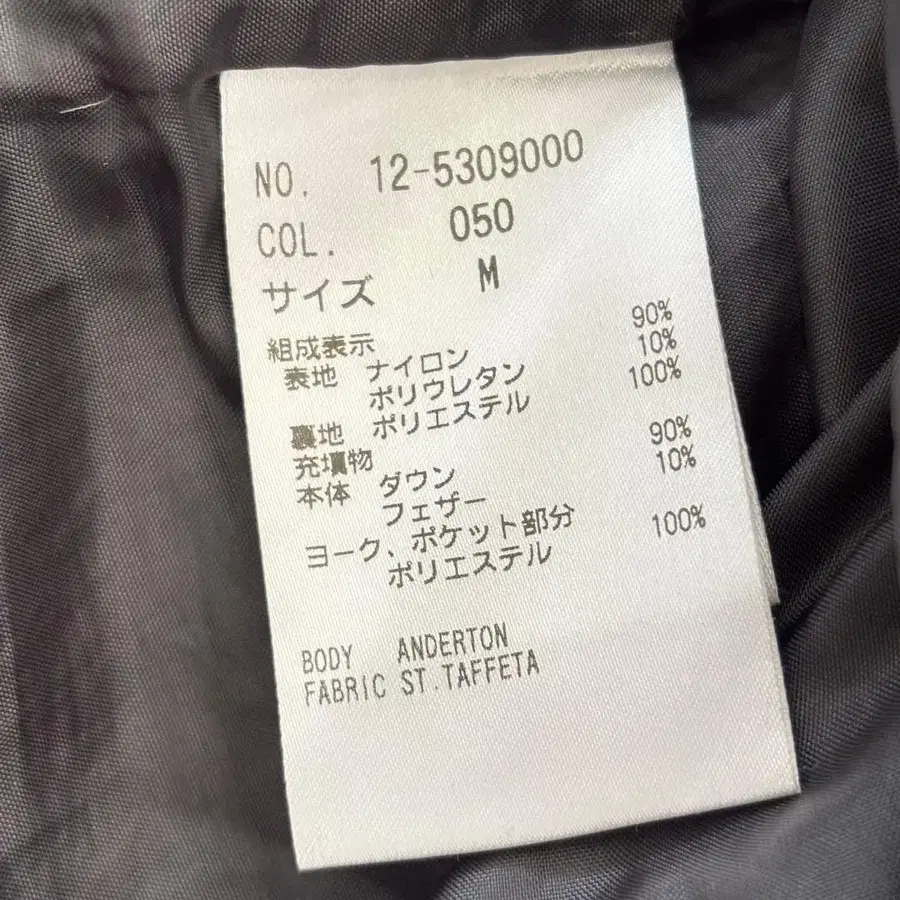 NO. 12-5309000
COL. 050
サイズ M
組成表示
表地 ナイロン 90%
ポリウレタン 10%
裏地 ポリエステル 100%
充填物
本体 ダウン 90%
フェザー 10%
ヨーク、ポケット部分
ポリエステル 100%
BODY ANDERTON
FABRIC ST.TAFFETA